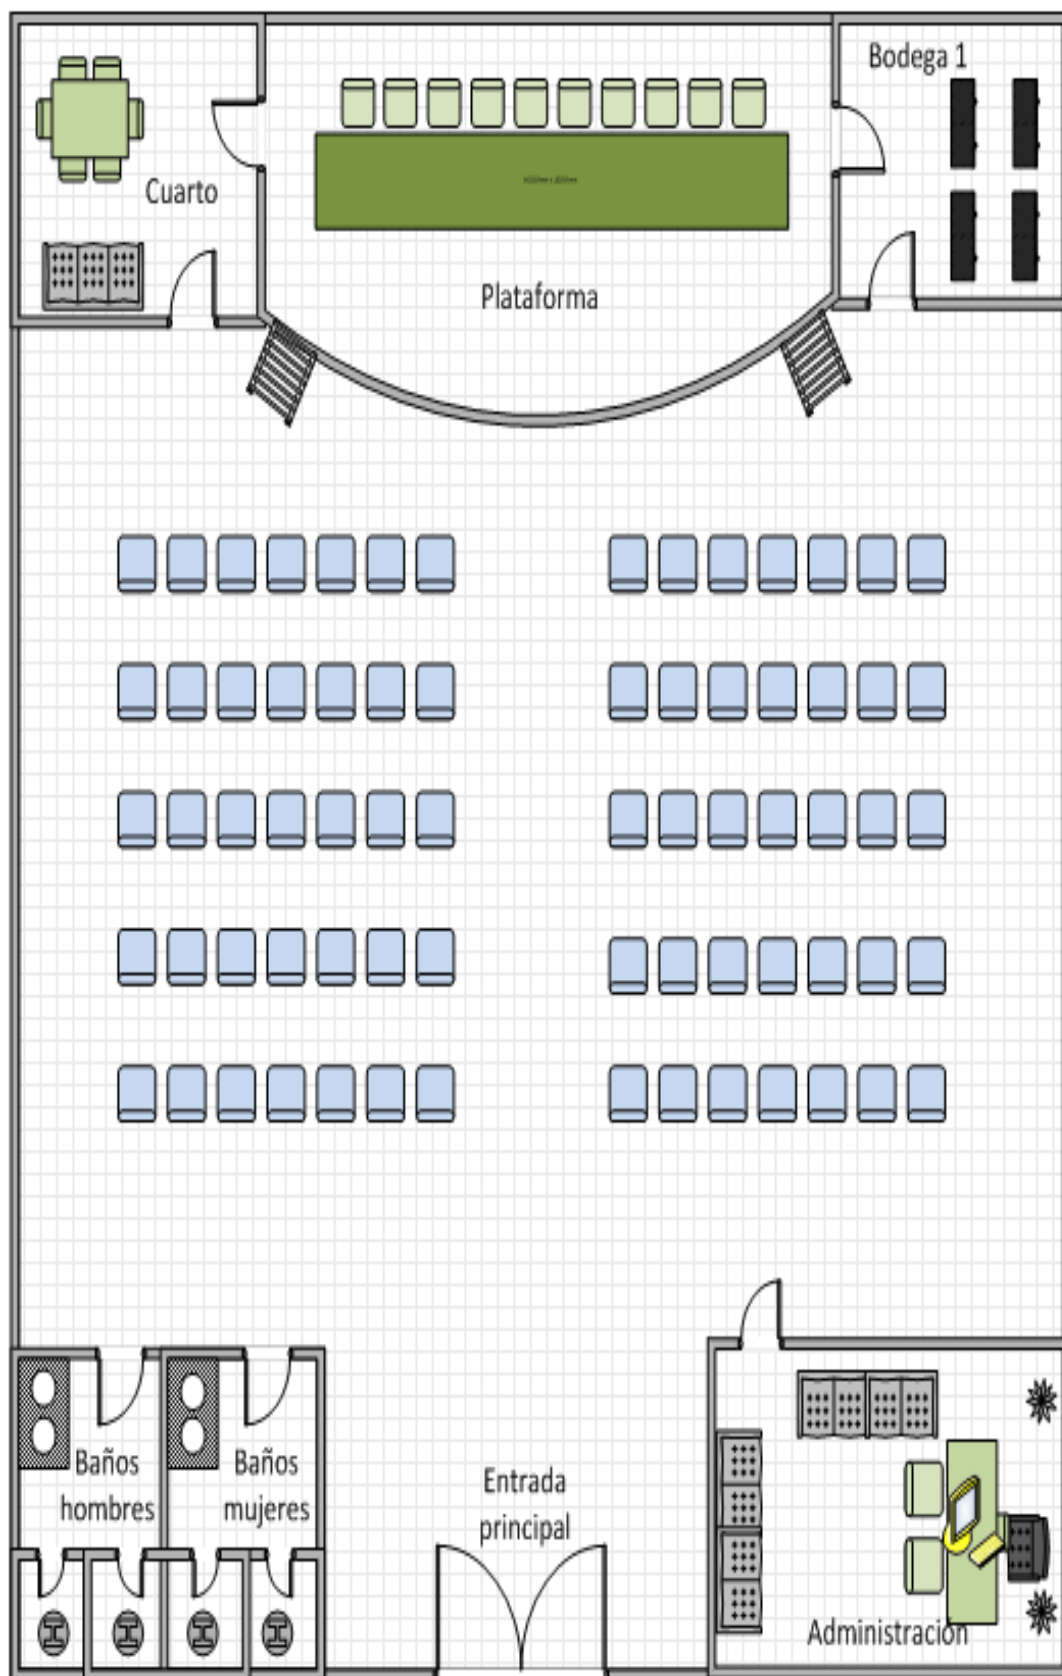 Bodega 1
Cuarto
Plataforma
Baños
hombres
Baños
mujeres
Entrada
principal
Administración